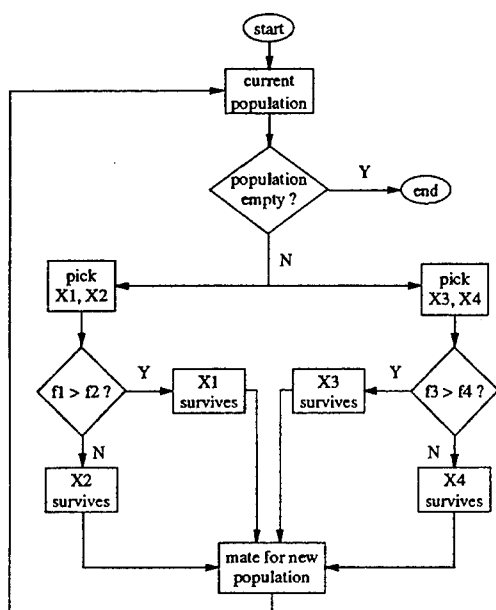 start
current
population
population
empty ?
Y
end
N
pick
X1, X2
pick
X3, X4
f1 > f2 ?
Y
X1
survives
X3
survives
Y
f3 > f4 ?
N
X2
survives
N
X4
survives
mate for new
population